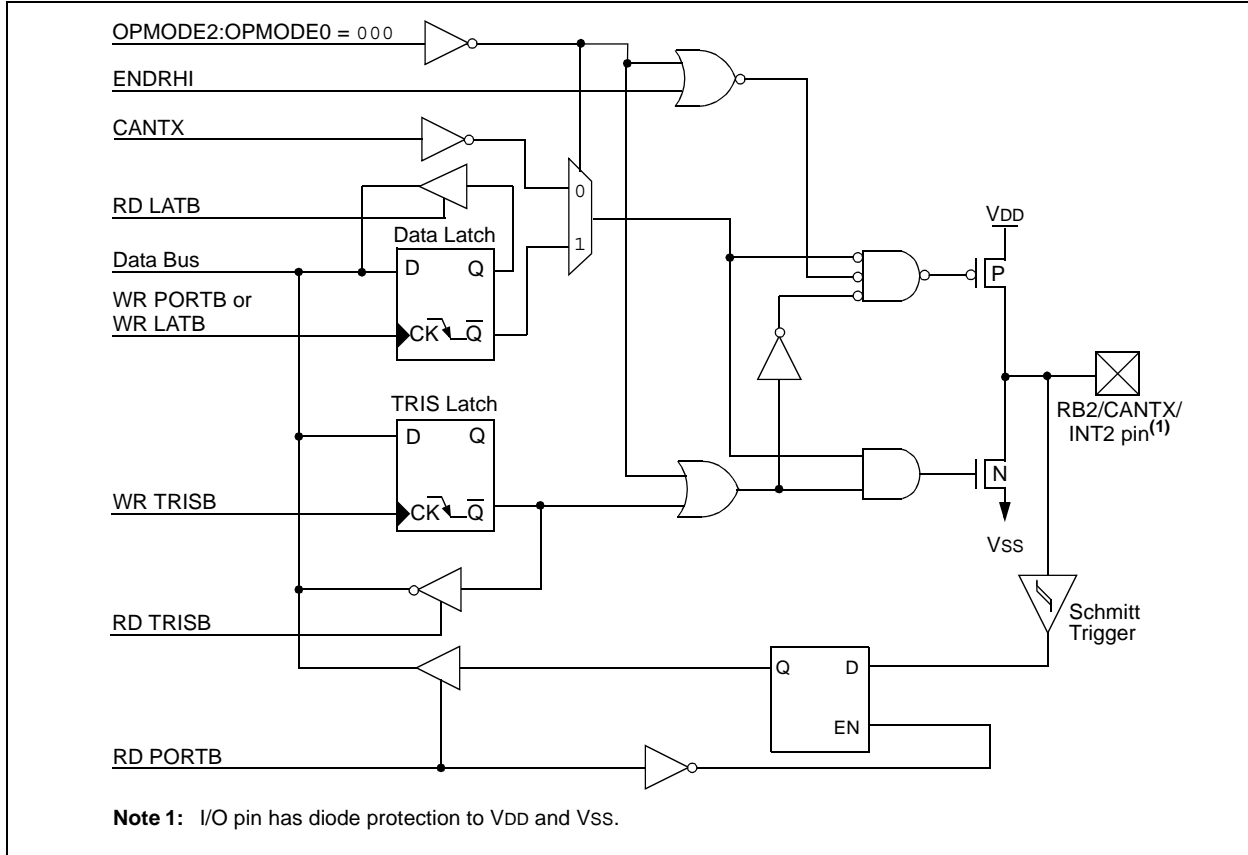 OPMODE2:OPMODE0 = 000
ENDRHI
CANTX
0
RD LATB
VDD
Data Latch
1
Data Bus
D Q
P
WR PORTB or
WR LATB
CK Q̅
RB2/CANTX/
INT2 pin(1)
TRIS Latch
D Q
N
WR TRISB
CK Q̅
VSS
Schmitt
Trigger
RD TRISB
Q D
EN
RD PORTB
Note 1: I/O pin has diode protection to VDD and VSS.